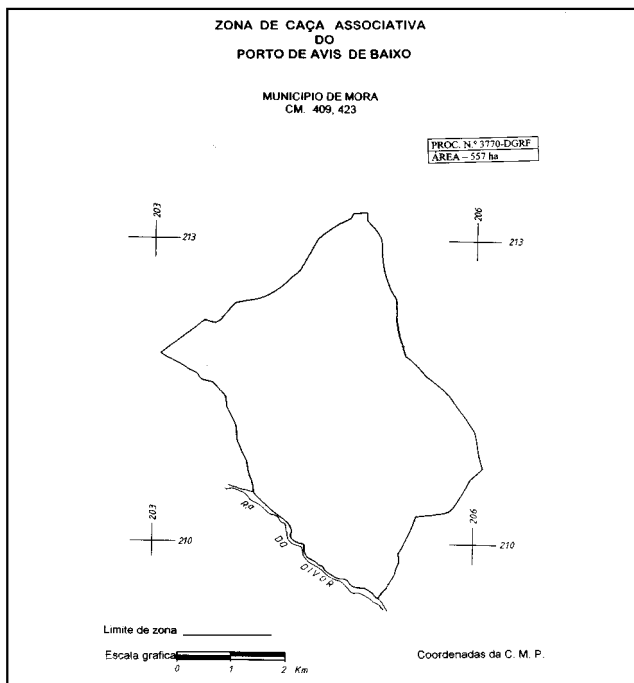 ZONA DE CAÇA ASSOCIATIVA
DO
PORTO DE AVIS DE BAIXO
MUNICIPIO DE MORA
CM. 409, 423
PROC. N.º 3770-DGRF
ÁREA – 557 ha
203
213
206
213
203
210
206
210
Rª DO DIVOR
Limite de zona
Escala grafica
0 1 2 Km
Coordenadas da C. M. P.